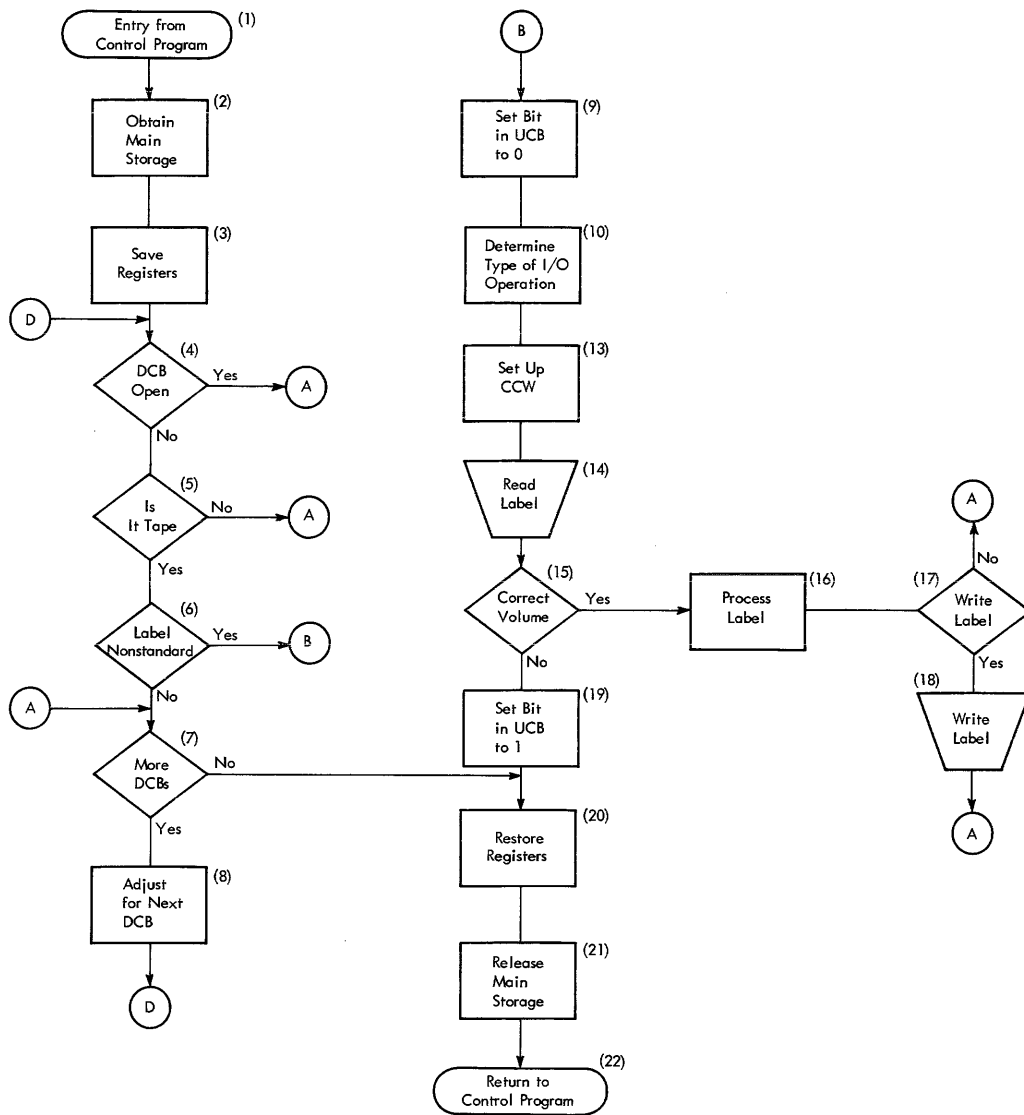 Entry from
Control Program
(1)
(2)
Obtain
Main
Storage
(3)
Save
Registers
D
(4)
DCB
Open
Yes
A
No
(5)
Is
It Tape
No
A
Yes
(6)
Label
Nonstandard
Yes
B
No
A
(7)
More
DCBs
No
Yes
(8)
Adjust
for Next
DCB
D
B
(9)
Set Bit
in UCB
to 0
(10)
Determine
Type of I/O
Operation
(13)
Set Up
CCW
(14)
Read
Label
(15)
Correct
Volume
Yes
No
(16)
Process
Label
A
No
(17)
Write
Label
Yes
(18)
Write
Label
A
(19)
Set Bit
in UCB
to 1
(20)
Restore
Registers
(21)
Release
Main
Storage
(22)
Return to
Control Program